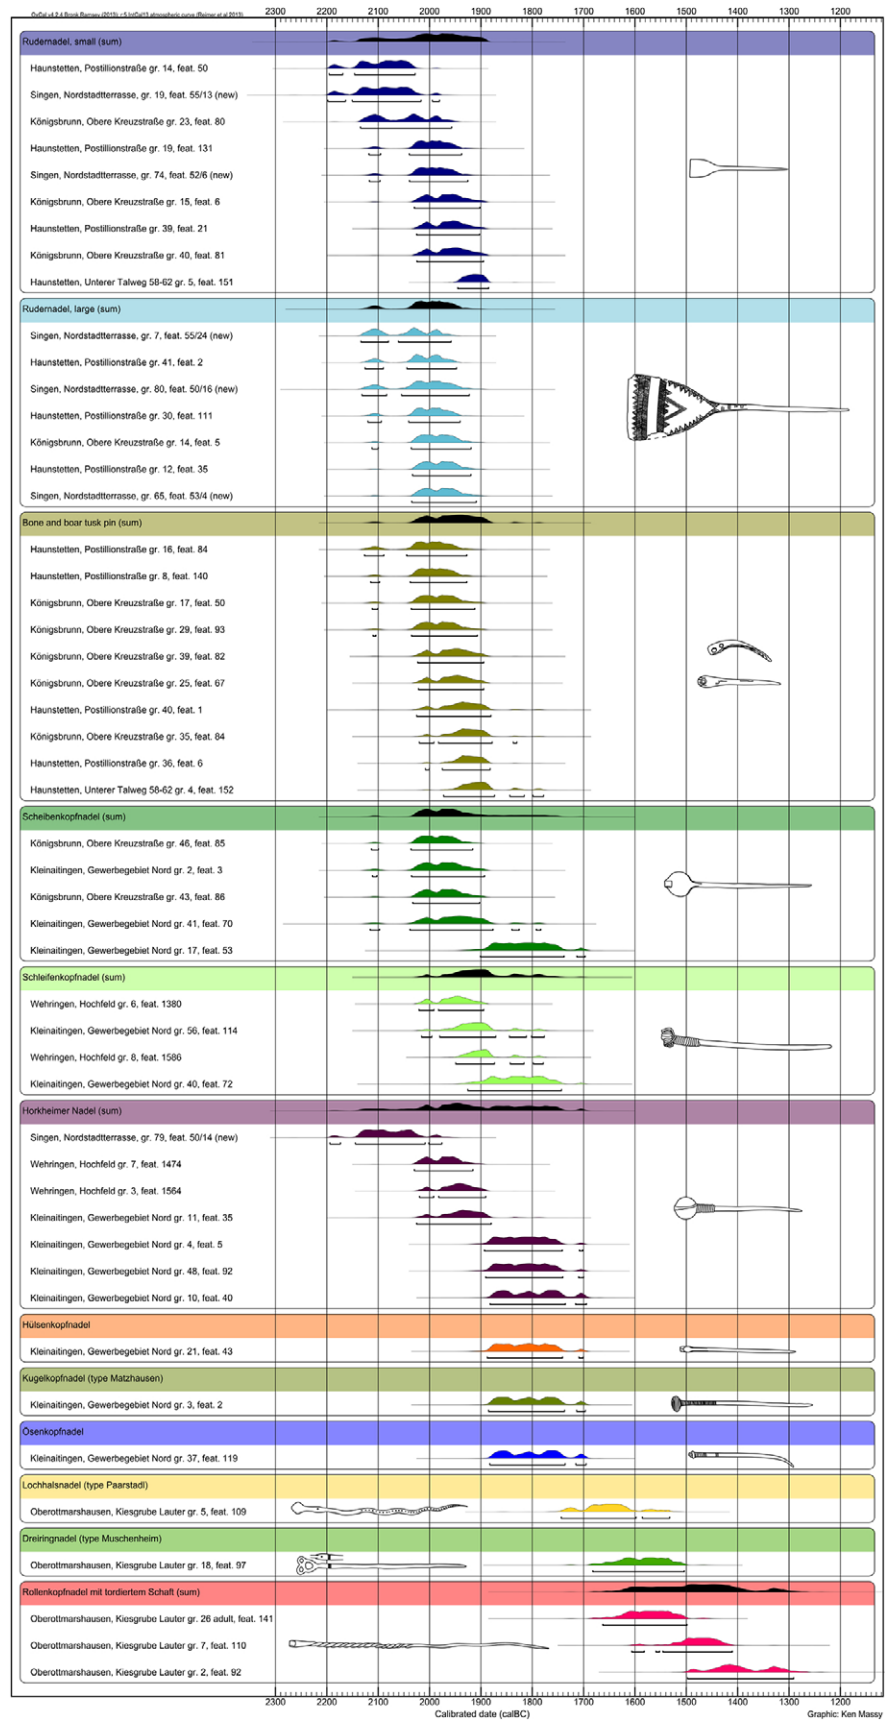 OxCal v4.2.4 Bronk Ramsey (2013); r:5 IntCal13 atmospheric curve (Reimer et al 2013)
2300 2200 2100 2000 1900 1800 1700 1600 1500 1400 1300 1200
Rudernadel, small (sum)
Haunstetten, Postillionstraße gr. 14, feat. 50
Singen, Nordstadtterrasse, gr. 19, feat. 55/13 (new)
Königsbrunn, Obere Kreuzstraße gr. 23, feat. 80
Haunstetten, Postillionstraße gr. 19, feat. 131
Singen, Nordstadtterrasse, gr. 74, feat. 52/6 (new)
Königsbrunn, Obere Kreuzstraße gr. 15, feat. 6
Haunstetten, Postillionstraße gr. 39, feat. 21
Königsbrunn, Obere Kreuzstraße gr. 40, feat. 81
Haunstetten, Unterer Talweg 58-62 gr. 5, feat. 151
Rudernadel, large (sum)
Singen, Nordstadtterrasse, gr. 7, feat. 55/24 (new)
Haunstetten, Postillionstraße gr. 41, feat. 2
Singen, Nordstadtterrasse, gr. 80, feat. 50/16 (new)
Haunstetten, Postillionstraße gr. 30, feat. 111
Königsbrunn, Obere Kreuzstraße gr. 14, feat. 5
Haunstetten, Postillionstraße gr. 12, feat. 35
Singen, Nordstadtterrasse, gr. 65, feat. 53/4 (new)
Bone and boar tusk pin (sum)
Haunstetten, Postillionstraße gr. 16, feat. 84
Haunstetten, Postillionstraße gr. 8, feat. 140
Königsbrunn, Obere Kreuzstraße gr. 17, feat. 50
Königsbrunn, Obere Kreuzstraße gr. 29, feat. 93
Königsbrunn, Obere Kreuzstraße gr. 39, feat. 82
Königsbrunn, Obere Kreuzstraße gr. 25, feat. 67
Haunstetten, Postillionstraße gr. 40, feat. 1
Königsbrunn, Obere Kreuzstraße gr. 35, feat. 84
Haunstetten, Postillionstraße gr. 36, feat. 6
Haunstetten, Unterer Talweg 58-62 gr. 4, feat. 152
Scheibenkopfnadel (sum)
Königsbrunn, Obere Kreuzstraße gr. 46, feat. 85
Kleinaitingen, Gewerbegebiet Nord gr. 2, feat. 3
Königsbrunn, Obere Kreuzstraße gr. 43, feat. 86
Kleinaitingen, Gewerbegebiet Nord gr. 41, feat. 70
Kleinaitingen, Gewerbegebiet Nord gr. 17, feat. 53
Schleifenkopfnadel (sum)
Wehringen, Hochfeld gr. 6, feat. 1380
Kleinaitingen, Gewerbegebiet Nord gr. 56, feat. 114
Wehringen, Hochfeld gr. 8, feat. 1586
Kleinaitingen, Gewerbegebiet Nord gr. 40, feat. 72
Horkheimer Nadel (sum)
Singen, Nordstadtterrasse, gr. 79, feat. 50/14 (new)
Wehringen, Hochfeld gr. 7, feat. 1474
Wehringen, Hochfeld gr. 3, feat. 1564
Kleinaitingen, Gewerbegebiet Nord gr. 11, feat. 35
Kleinaitingen, Gewerbegebiet Nord gr. 4, feat. 5
Kleinaitingen, Gewerbegebiet Nord gr. 48, feat. 92
Kleinaitingen, Gewerbegebiet Nord gr. 10, feat. 40
Hülsenkopfnadel
Kleinaitingen, Gewerbegebiet Nord gr. 21, feat. 43
Kugelkopfnadel (type Matzhausen)
Kleinaitingen, Gewerbegebiet Nord gr. 3, feat. 2
Ösenkopfnadel
Kleinaitingen, Gewerbegebiet Nord gr. 37, feat. 119
Lochhalsnadel (type Paarstadl)
Oberottmarshausen, Kiesgrube Lauter gr. 5, feat. 109
Dreiringnadel (type Muschenheim)
Oberottmarshausen, Kiesgrube Lauter gr. 18, feat. 97
Rollenkopfnadel mit tordiertem Schaft (sum)
Oberottmarshausen, Kiesgrube Lauter gr. 26 adult, feat. 141
Oberottmarshausen, Kiesgrube Lauter gr. 7, feat. 110
Oberottmarshausen, Kiesgrube Lauter gr. 2, feat. 92
2300 2200 2100 2000 1900 1800 1700 1600 1500 1400 1300 1200
Calibrated date (calBC)
Graphic: Ken Massy